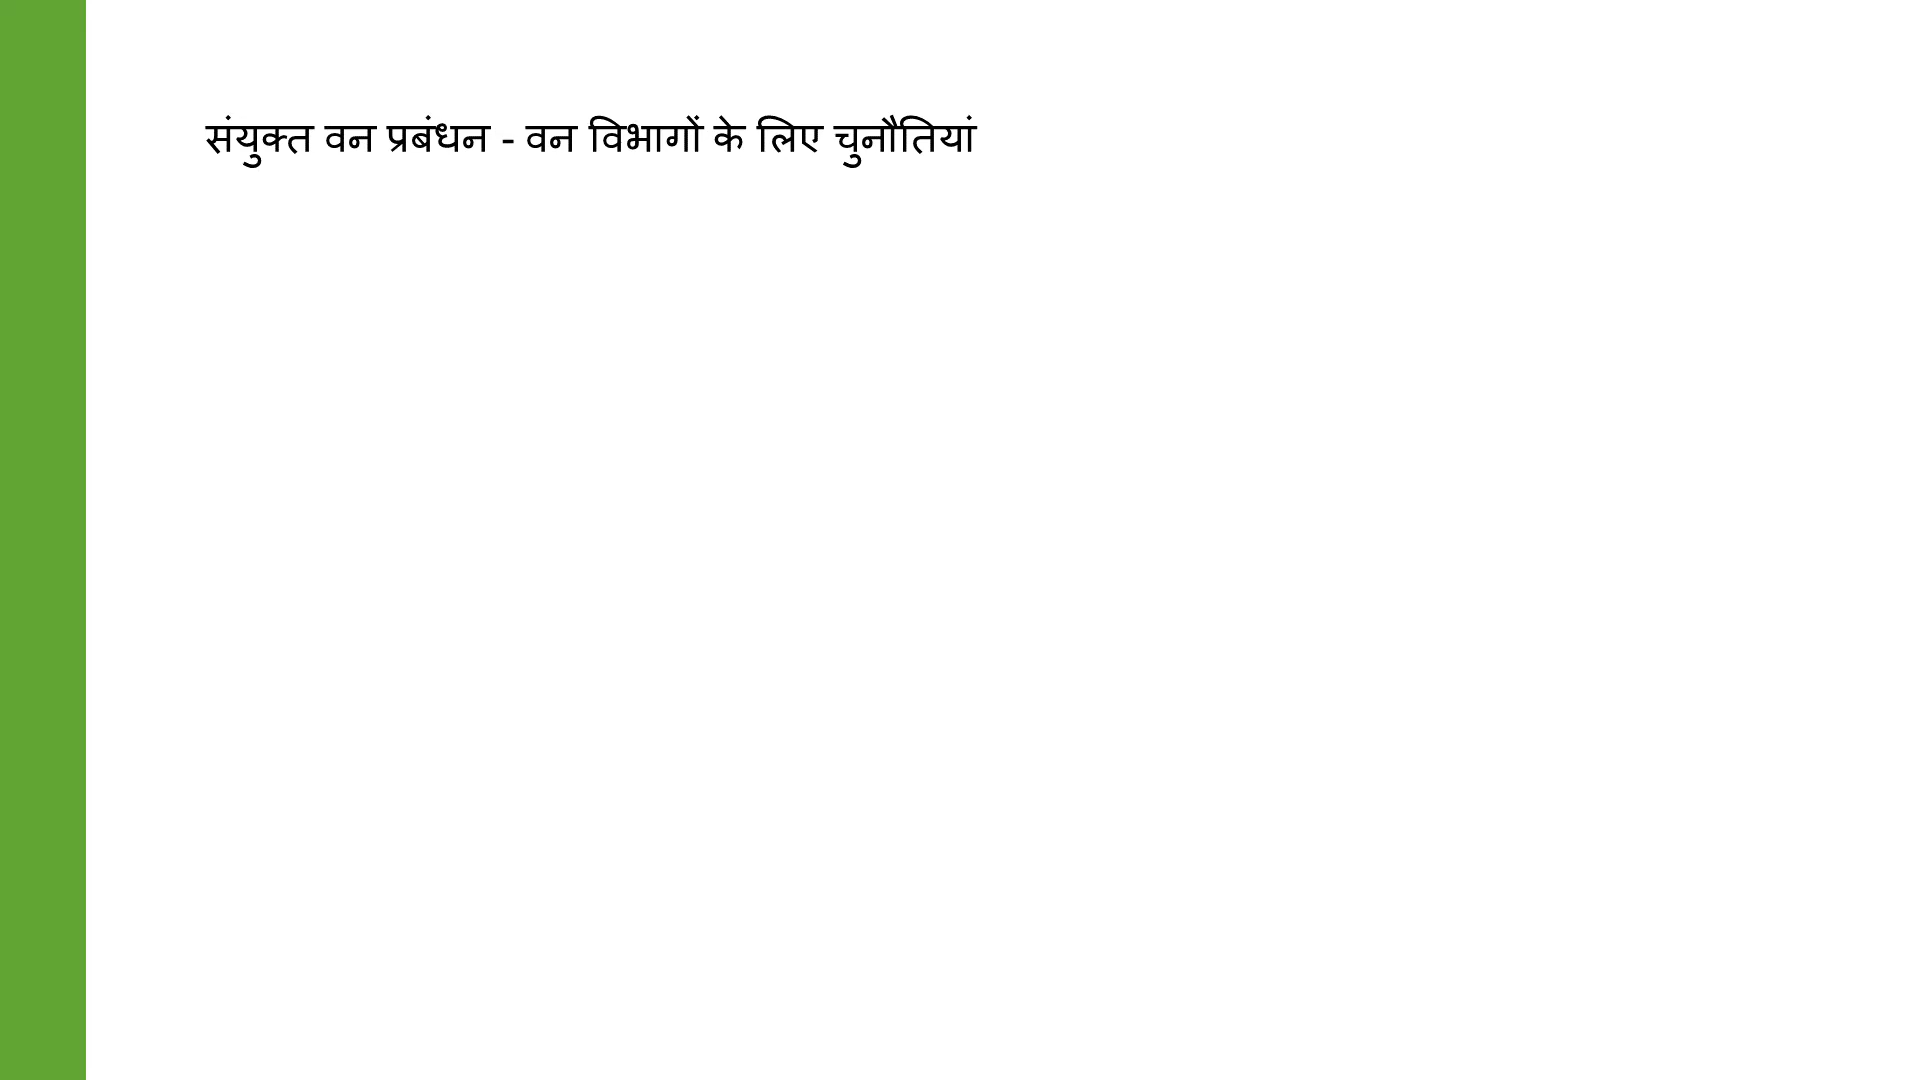 संयुक्त वन प्रबंधन - वन विभागों के लिए चुनौतियां